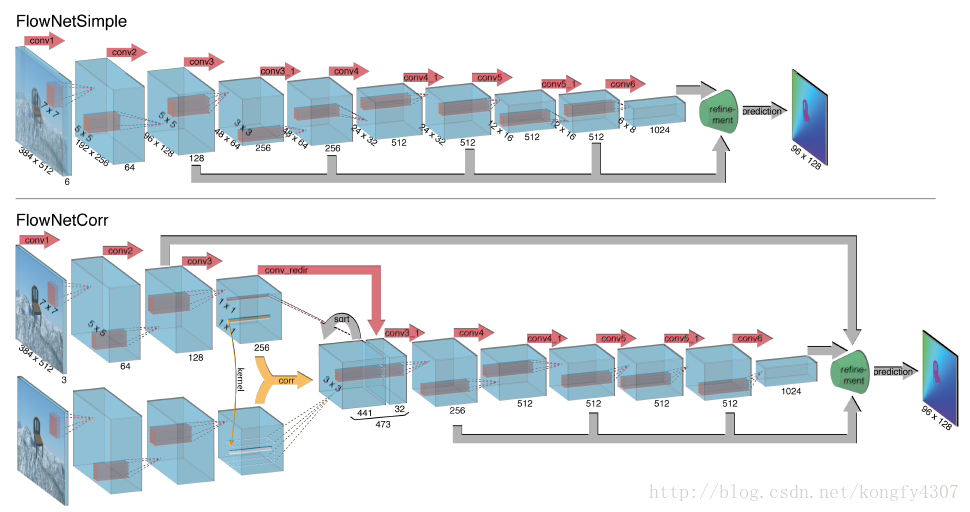 FlowNetSimple
conv1
conv2
conv3
conv3_1
conv4
conv4_1
conv5
conv5_1
conv6
7 x 7
5 x 5
5 x 5
3 x 3
384 x 512
192 x 256
96 x 128
48 x 64
48 x 64
24 x 32
24 x 32
12 x 16
12 x 16
6 x 8
6
64
128
256
256
512
512
512
512
1024
refine-
ment
prediction
96 x 128
FlowNetCorr
conv1
conv2
conv3
conv_redir
sqrt
conv3_1
conv4
conv4_1
conv5
conv5_1
conv6
7 x 7
5 x 5
1 x 1
1 x 1
kernel
corr
3 x 3
384 x 512
3
64
128
256
441
32
473
256
512
512
512
512
1024
refine-
ment
prediction
96 x 128
http://blog.csdn.net/kongfy4307